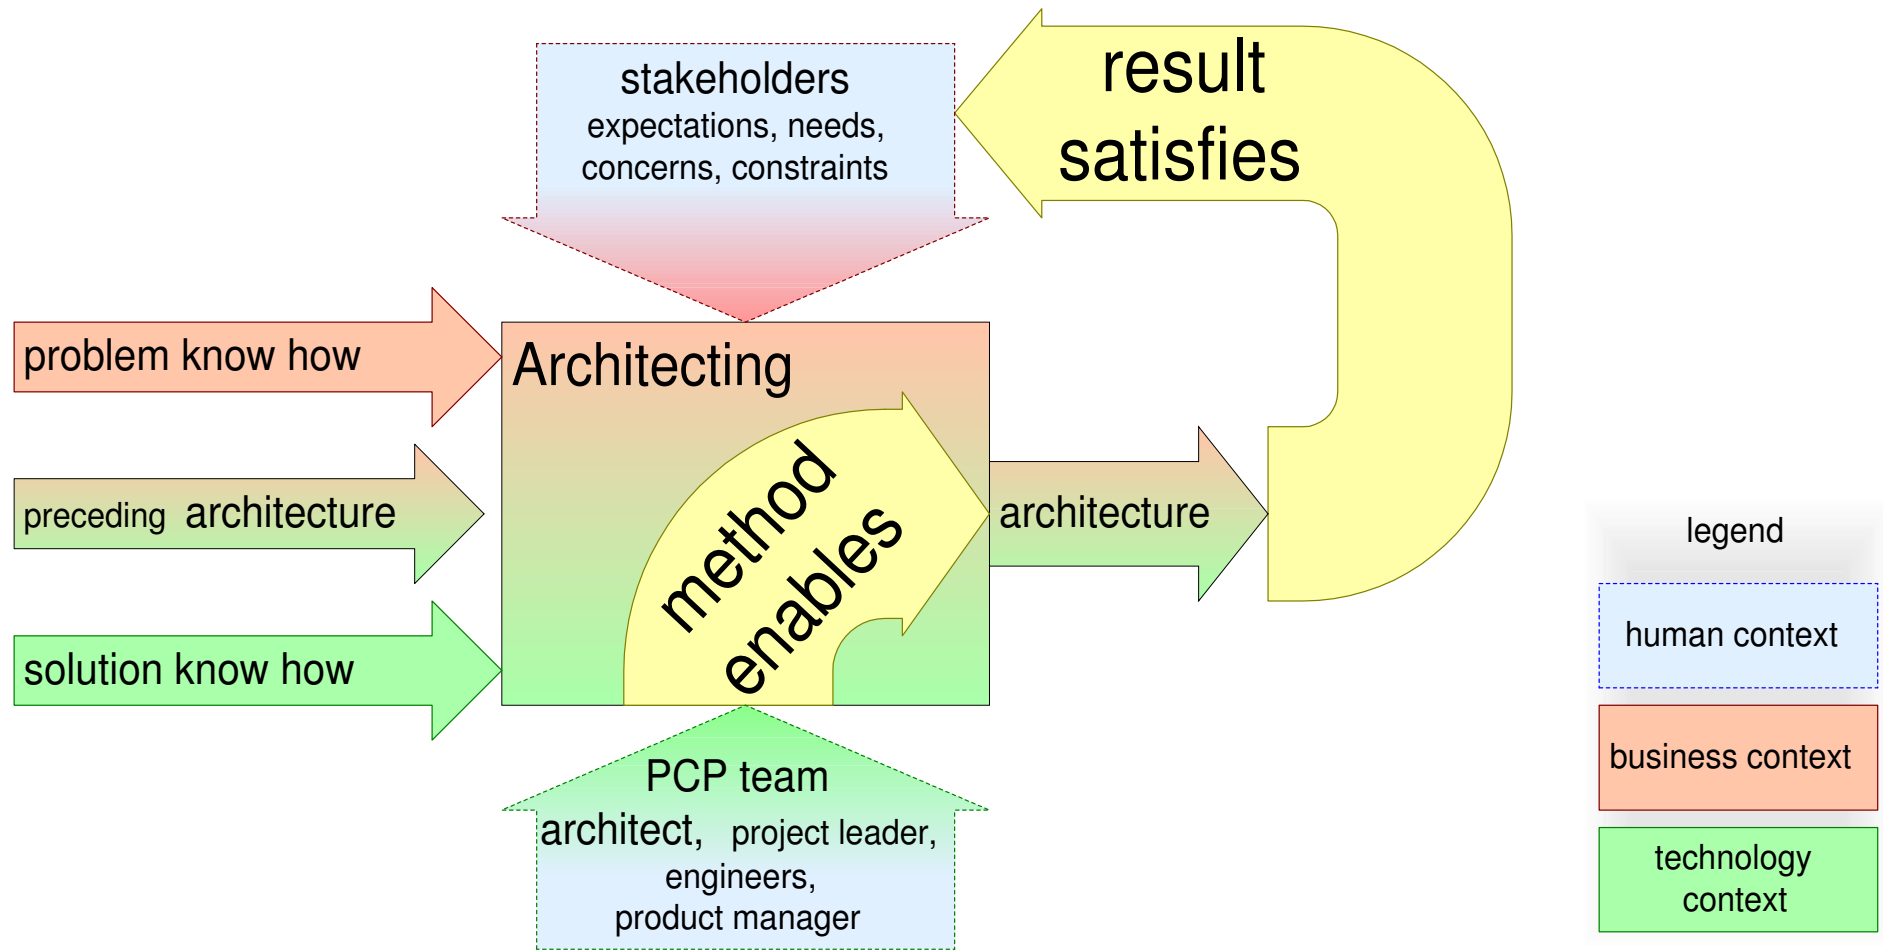 stakeholders
expectations, needs,
concerns, constraints
result
satisfies
problem know how
Architecting
preceding architecture
method
enables
architecture
solution know how
PCP team
architect, project leader,
engineers,
product manager
legend
human context
business context
technology
context